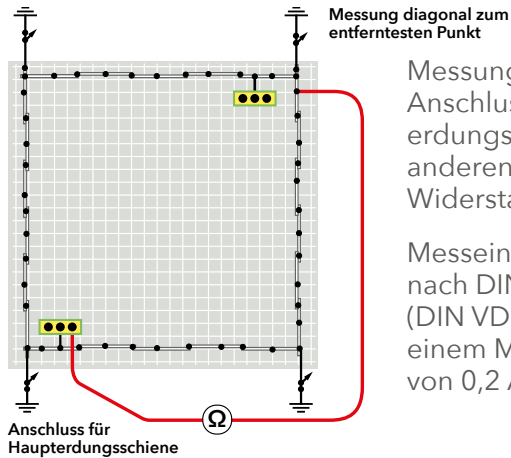 Messung diagonal zum
entferntesten Punkt
Messung
Anschlus
erdungs
anderen
Widersta
Messein
nach DIN
(DIN VD
einem M
von 0,2 A
Ω
Anschluss für
Haupterdungsschiene